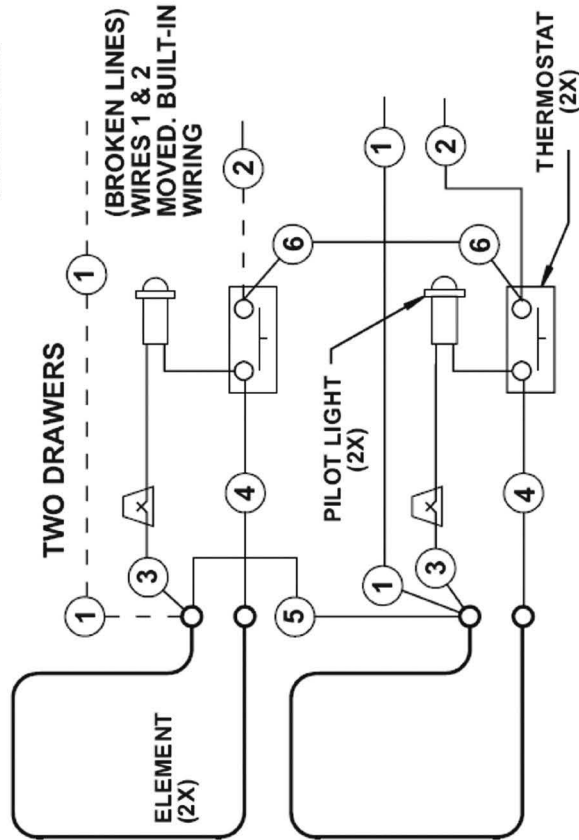 TWO DRAWERS
(BROKEN LINES)
WIRES 1 & 2
MOVED. BUILT-IN
WIRING
1
1
3
2
4
6
ELEMENT
(2X)
5
PILOT LIGHT
(2X)
1
1
3
6
2
4
THERMOSTAT
(2X)